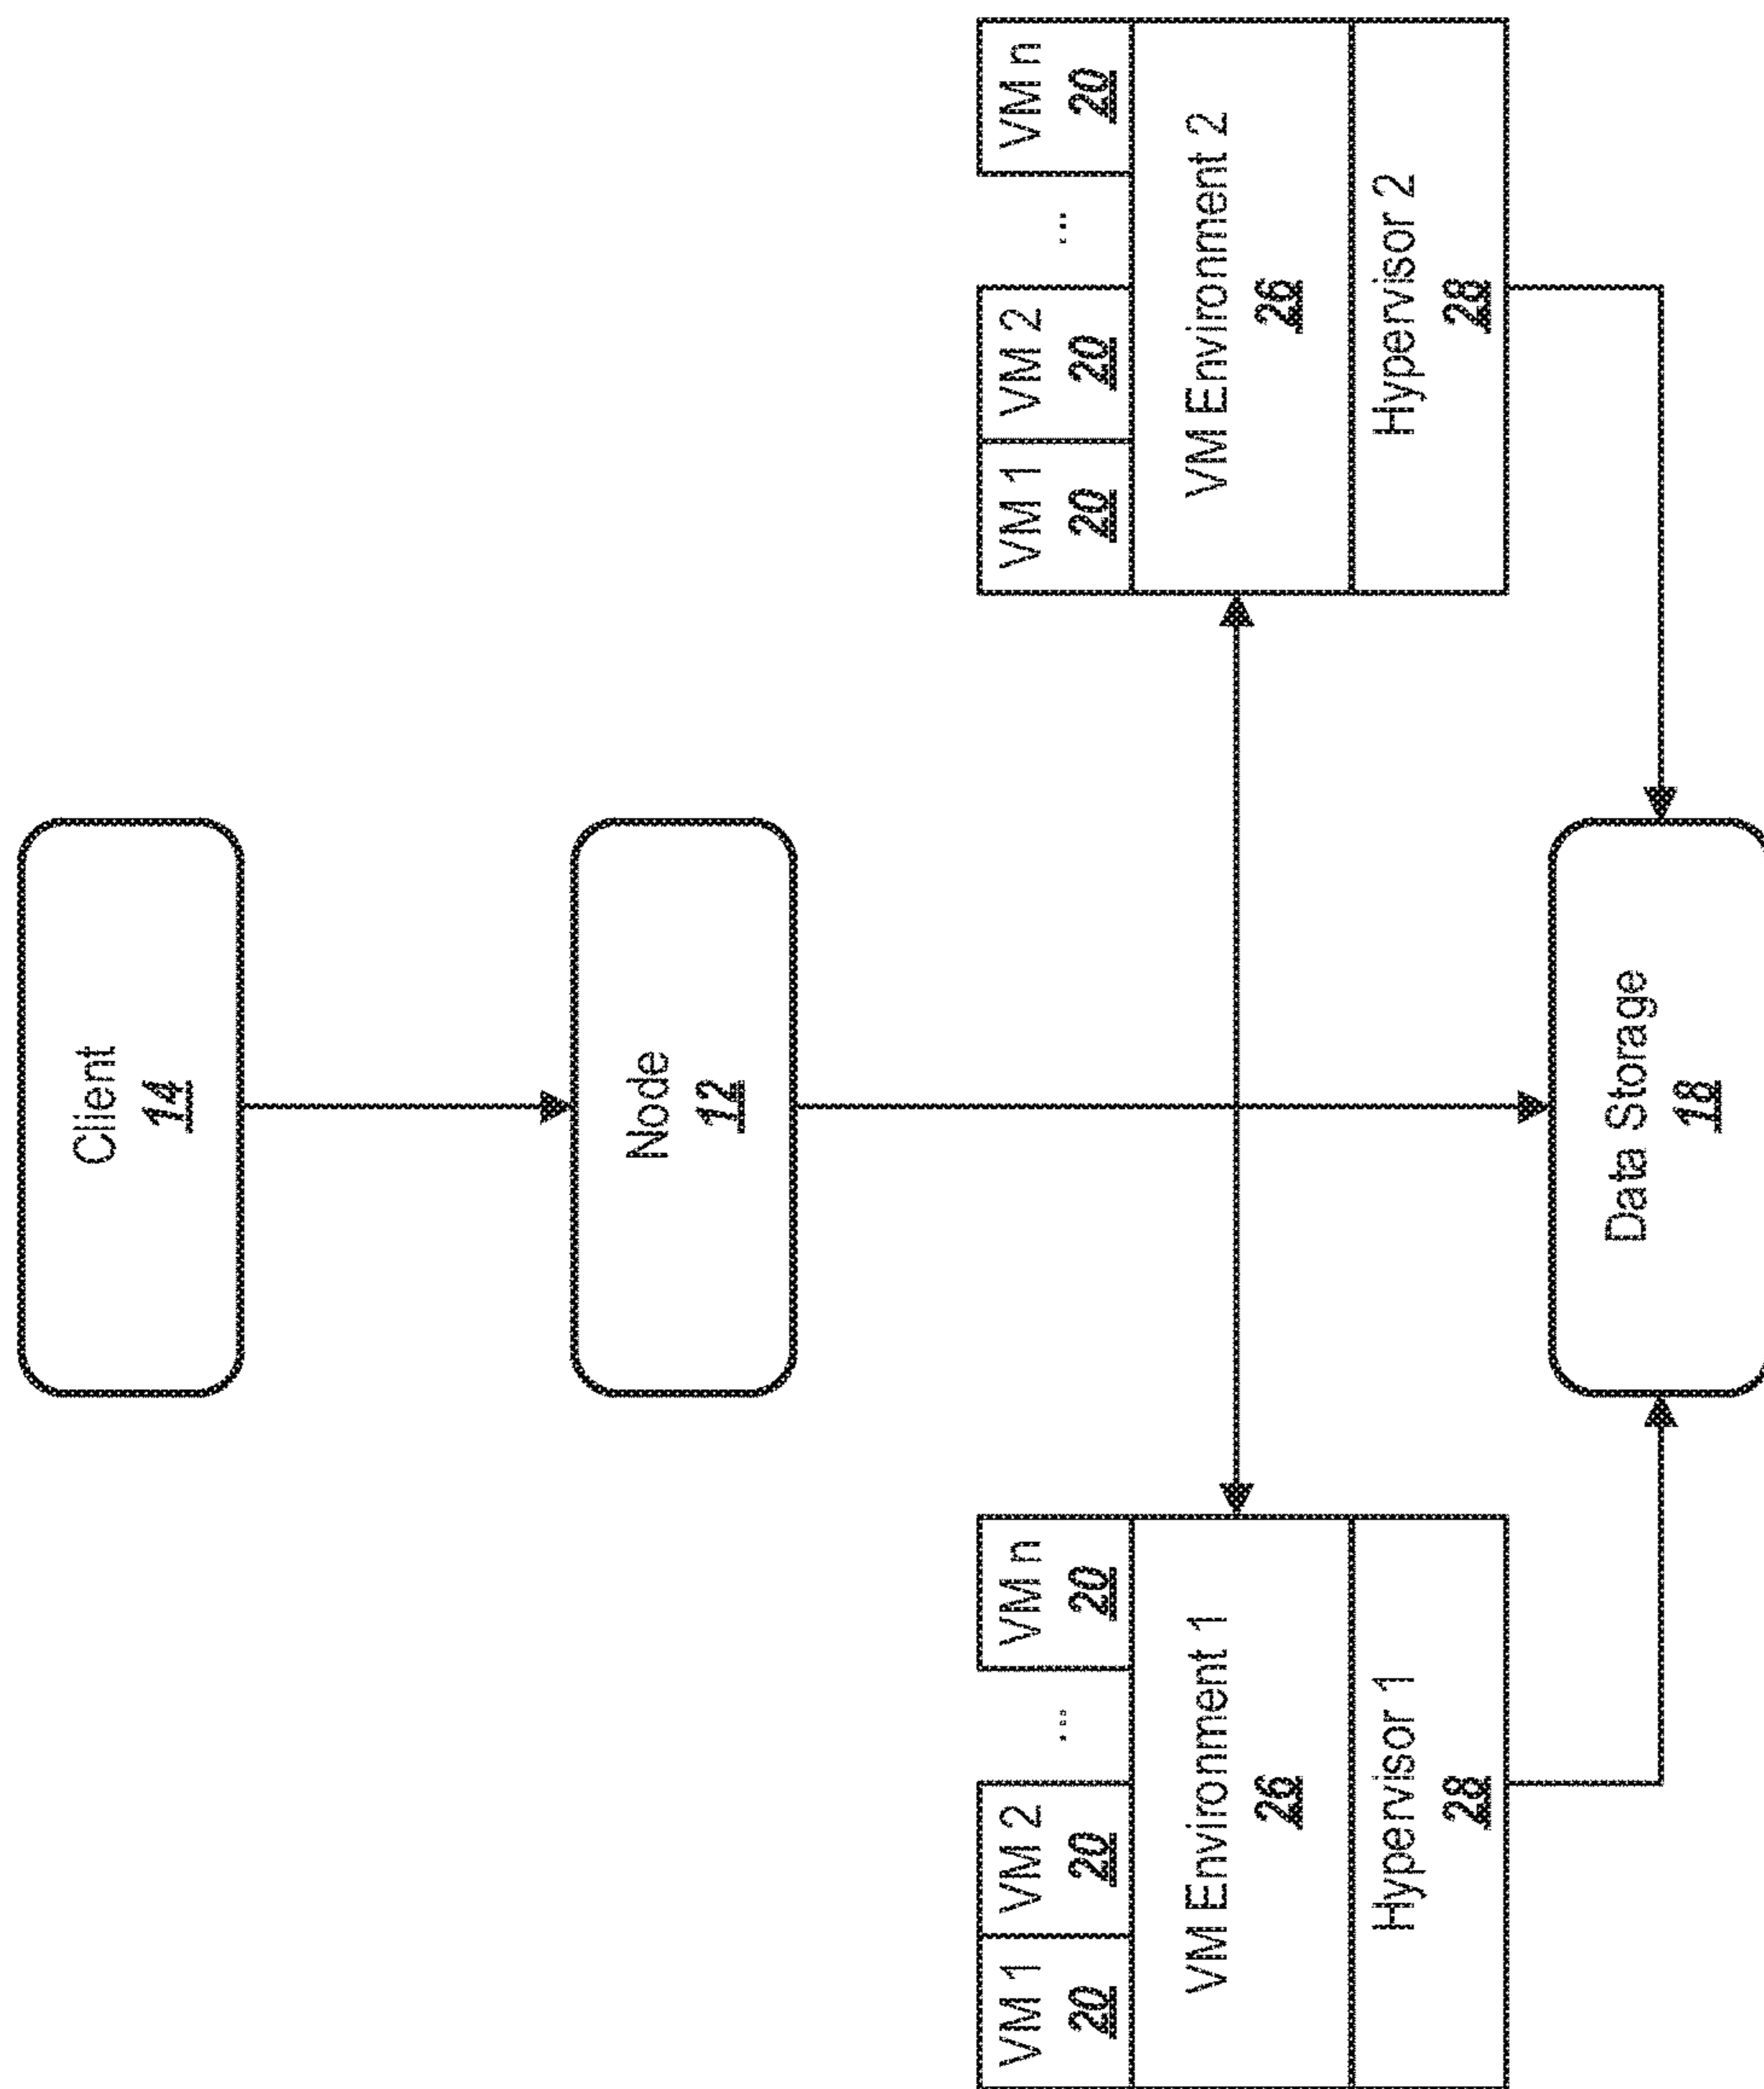 Client
14
Node
12
VM 1
20
VM 2
20
...
VM n
20
VM Environment 1
26
Hypervisor 1
28
VM 1
20
VM 2
20
...
VM n
20
VM Environment 2
26
Hypervisor 2
28
Data Storage
18